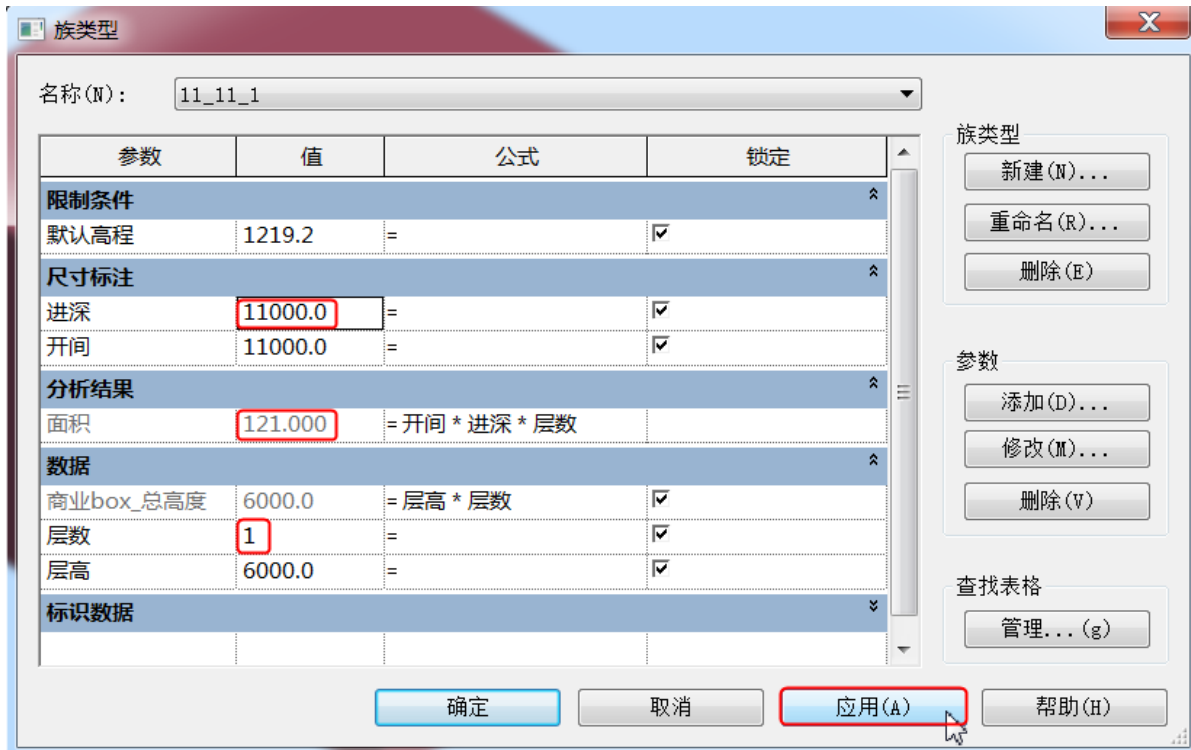 族类型
名称(N): 11_11_1
参数 值 公式 锁定
限制条件
默认高程 1219.2 =
尺寸标注
进深 11000.0 =
开间 11000.0 =
分析结果
面积 121.000 = 开间 * 进深 * 层数
数据
商业box_总高度 6000.0 = 层高 * 层数
层数 1 =
层高 6000.0 =
标识数据
族类型
新建(N)...
重命名(R)...
删除(E)
参数
添加(D)...
修改(M)...
删除(V)
查找表格
管理...(g)
确定 取消 应用(A) 帮助(H)